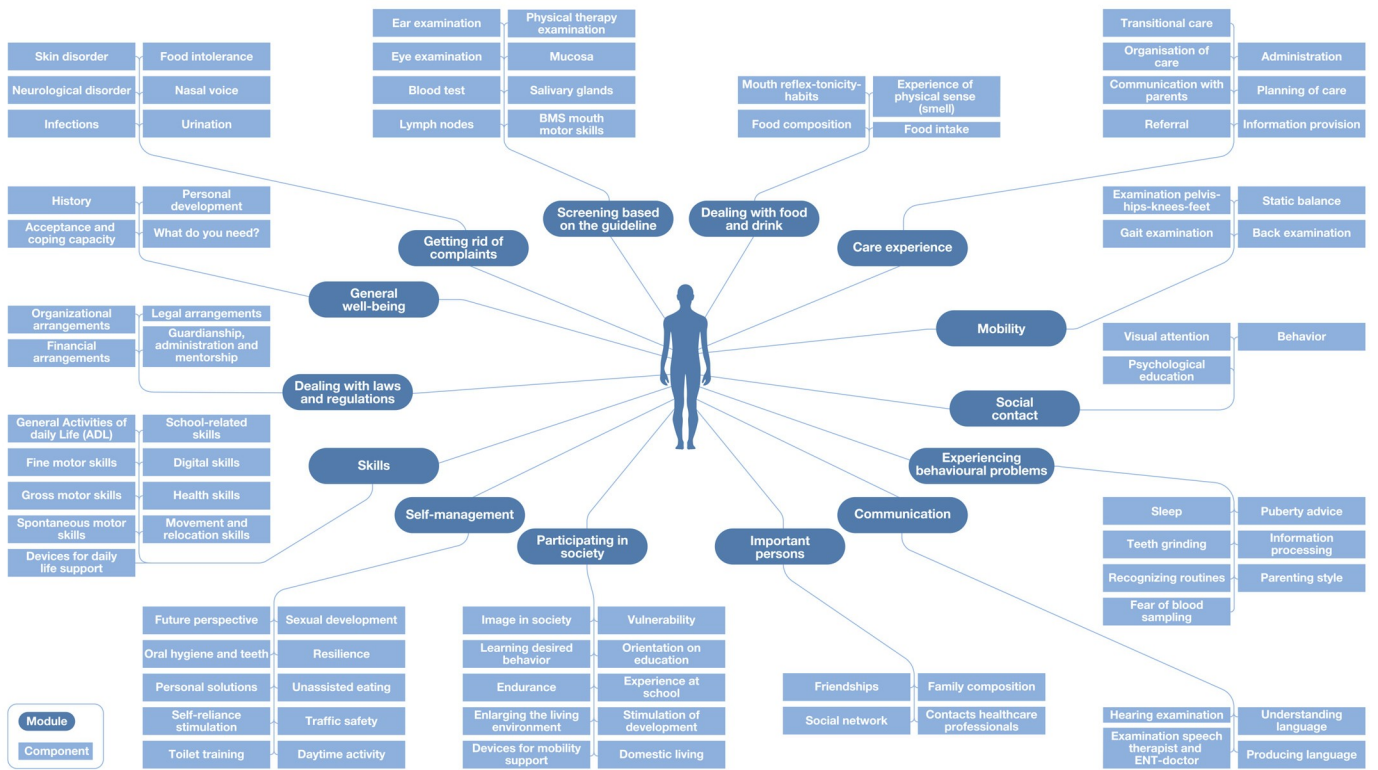 Skin disorder
Food intolerance
Neurological disorder
Nasal voice
Infections
Urination
Getting rid of
complaints
Ear examination
Physical therapy
examination
Eye examination
Mucosa
Blood test
Salivary glands
Lymph nodes
BMS mouth
motor skills
Screening based
on the guideline
Mouth reflex-tonicity-
habits
Experience of
physical sense
(smell)
Food composition
Food intake
Dealing with food
and drink
Transitional care
Organisation of
care
Administration
Communication with
parents
Planning of care
Referral
Information provision
Care experience
History
Personal
development
Acceptance and
coping capacity
What do you need?
General
well-being
Examination pelvis-
hips-knees-feet
Static balance
Gait examination
Back examination
Mobility
Organizational
arrangements
Legal arrangements
Financial
arrangements
Guardianship,
administration and
mentorship
Dealing with laws
and regulations
Visual attention
Behavior
Psychological
education
Social
contact
General Activities of
daily Life (ADL)
School-related
skills
Fine motor skills
Digital skills
Gross motor skills
Health skills
Spontaneous motor
skills
Movement and
relocation skills
Devices for daily
life support
Skills
Experiencing
behavioural problems
Sleep
Puberty advice
Teeth grinding
Information
processing
Recognizing routines
Parenting style
Fear of blood
sampling
Self-management
Future perspective
Sexual development
Oral hygiene and teeth
Resilience
Personal solutions
Unassisted eating
Self-reliance
stimulation
Traffic safety
Toilet training
Daytime activity
Participating in
society
Image in society
Vulnerability
Learning desired
behavior
Orientation on
education
Endurance
Experience at
school
Enlarging the living
environment
Stimulation of
development
Devices for mobility
support
Domestic living
Important
persons
Friendships
Family composition
Social network
Contacts healthcare
professionals
Communication
Hearing examination
Understanding
language
Examination speech
therapist and
ENT-doctor
Producing language
Module
Component